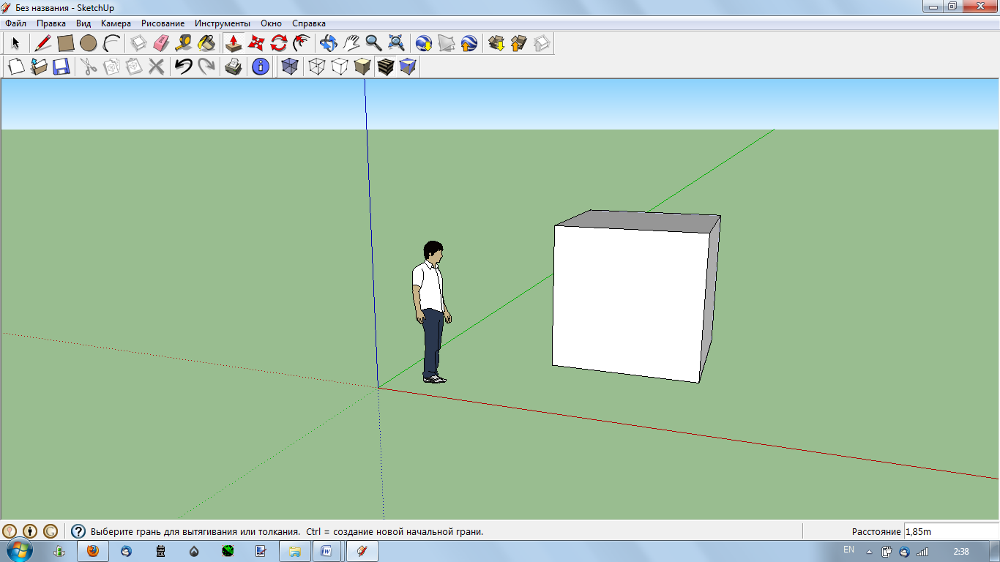 Без названия - SketchUp
Файл Правка Вид Камера Рисование Инструменты Окно Справка
Выберите грань для вытягивания или толкания. Ctrl = создание новой начальной грани.
Расстояние 1,85m
EN 2:38